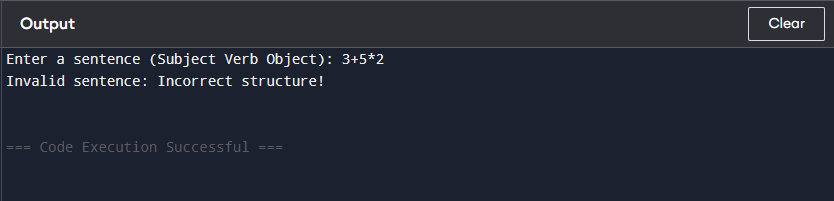 Output
Clear
Enter a sentence (Subject Verb Object): 3+5*2
Invalid sentence: Incorrect structure!
=== Code Execution Successful ===